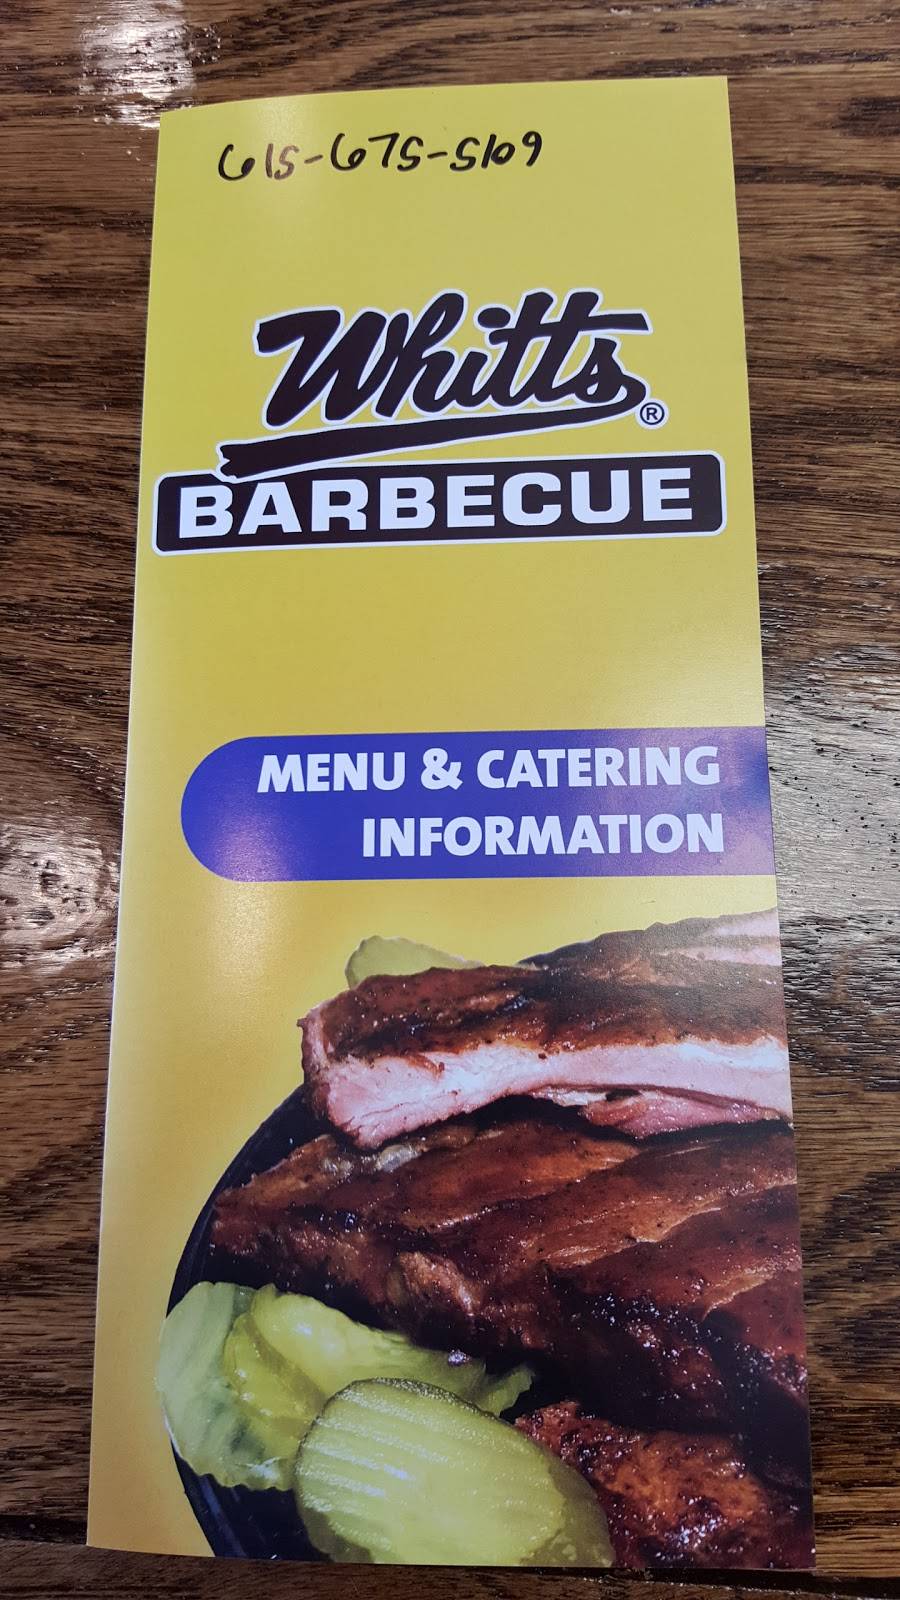 615-675-5109
Whitts®
BARBECUE
MENU & CATERING
INFORMATION